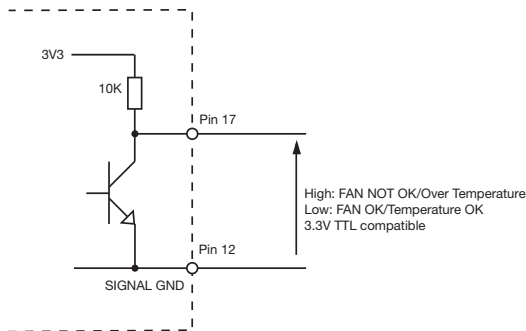 3V3
10K
Pin 17
High: FAN NOT OK/Over Temperature
Low: FAN OK/Temperature OK
3.3V TTL compatible
Pin 12
SIGNAL GND